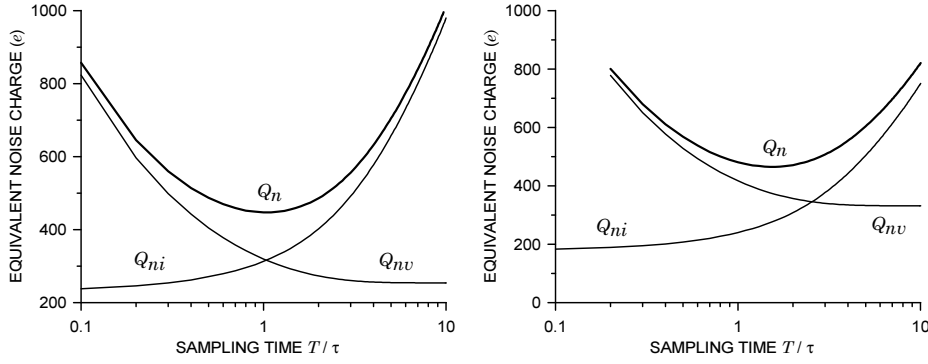 EQUIVALENT NOISE CHARGE (e)
1000
800
600
400
200
Qn
Qni
Qnv
0.1
1
10
SAMPLING TIME T / τ
EQUIVALENT NOISE CHARGE (e)
1000
800
600
400
200
0
Qn
Qni
Qnv
0.1
1
10
SAMPLING TIME T / τ